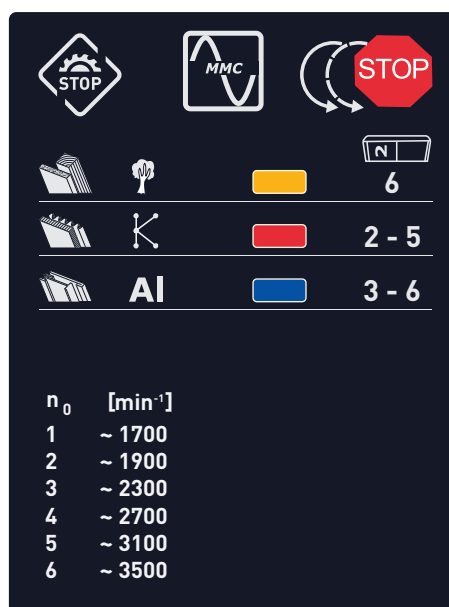 STOP
MMC
STOP
N
6
2 - 5
Al
3 - 6
n0 [min-1]
1 ~ 1700
2 ~ 1900
3 ~ 2300
4 ~ 2700
5 ~ 3100
6 ~ 3500